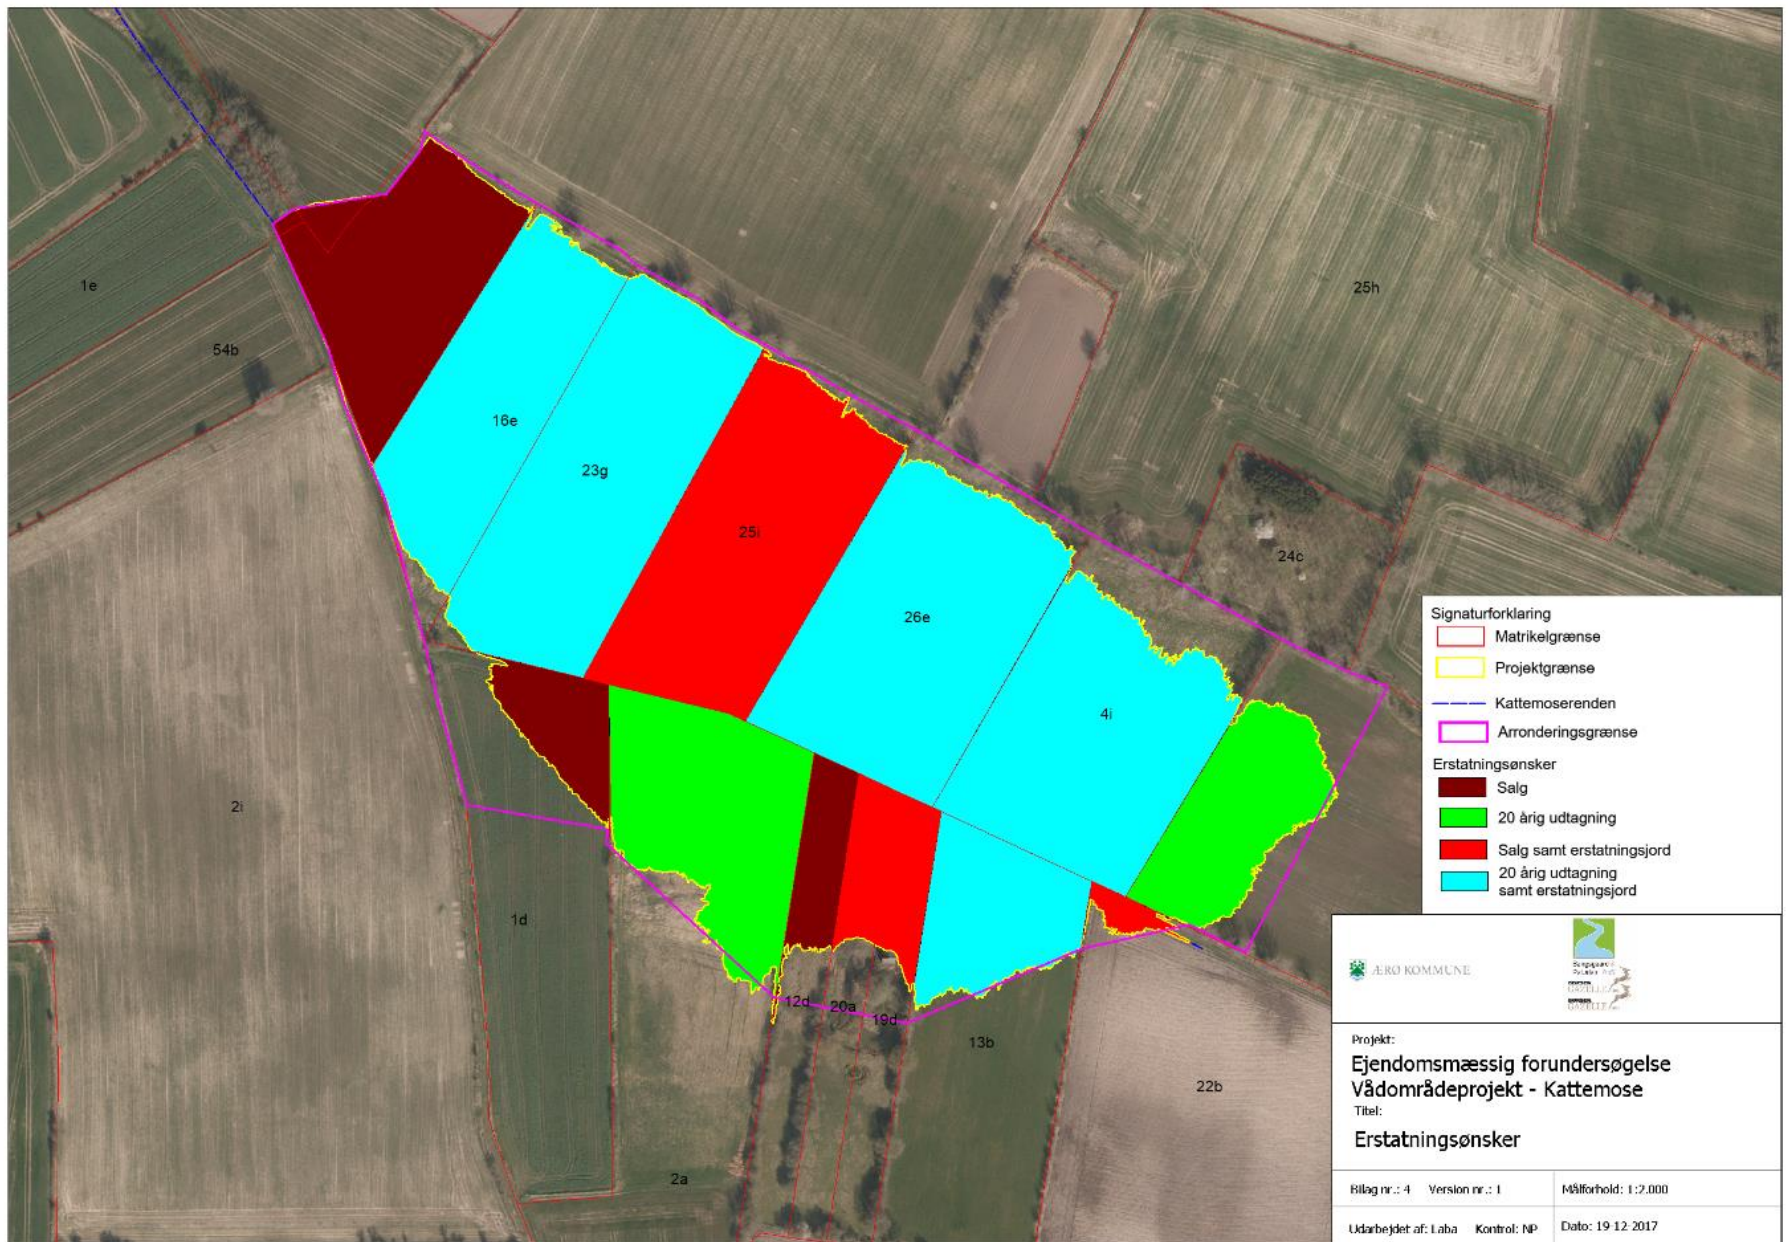 1e
54b
25h
16e
23g
25i
24c
26e
4i
2i
1d
12d
20a
19d
13b
22b
2a
Signaturforklaring
Matrikelgrænse
Projektgrænse
Kattemoserenden
Arronderingsgrænse
Erstatningsønsker
Salg
20 årig udtagning
Salg samt erstatningsjord
20 årig udtagning
samt erstatningsjord
ÆRØ KOMMUNE
GAZELLE
GAZELLE
Projekt:
Ejendomsmæssig forundersøgelse
Vådområdeprojekt - Kattemose
Titel:
Erstatningsønsker
Bilag nr.: 4 Version nr.: 1
Målforhold: 1:2.000
Udarbejdet af: Laba Kontrol: NP
Dato: 19-12-2017